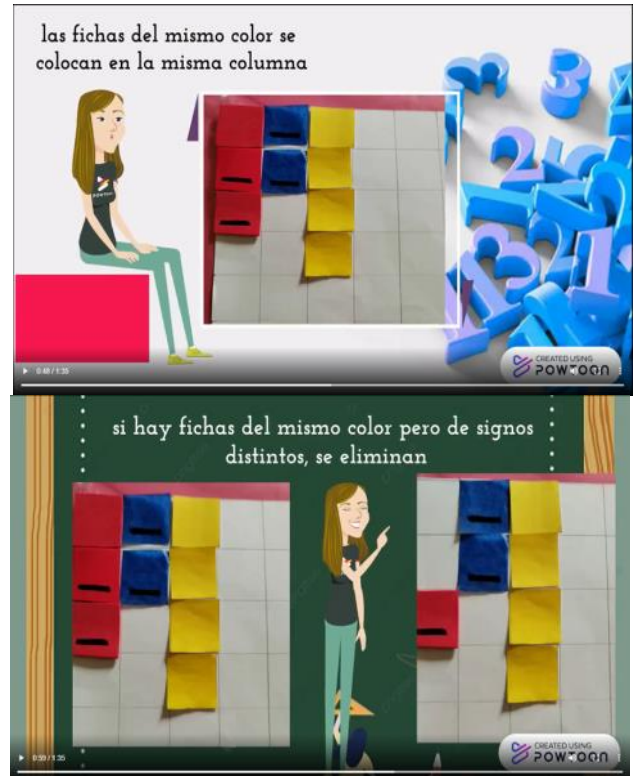 las fichas del mismo color se
colocan en la misma columna
POWTOON
0:48 / 1:35
CREATED USING
POWTOON
si hay fichas del mismo color pero de signos
distintos, se eliminan
0:59 / 1:35
CREATED USING
POWTOON